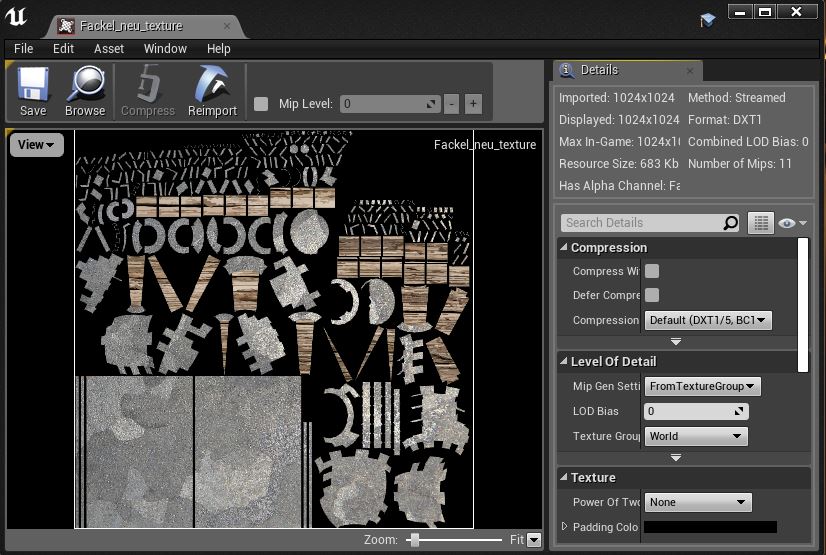 Fackel_neu_texture
File Edit Asset Window Help
Save Browse Compress Reimport Mip Level: 0 - +
View
Fackel_neu_texture
Zoom: Fit
Details
Imported: 1024x1024 Method: Streamed
Displayed: 1024x1024 Format: DXT1
Max In-Game: 1024x1( Combined LOD Bias: 0
Resource Size: 683 Kb Number of Mips: 11
Has Alpha Channel: Fa
Search Details
Compression
Compress Wi
Defer Compre
Compression Default (DXT1/5, BC1
Level Of Detail
Mip Gen Setti FromTextureGroup
LOD Bias 0
Texture Grou World
Texture
Power Of Two None
Padding Colo